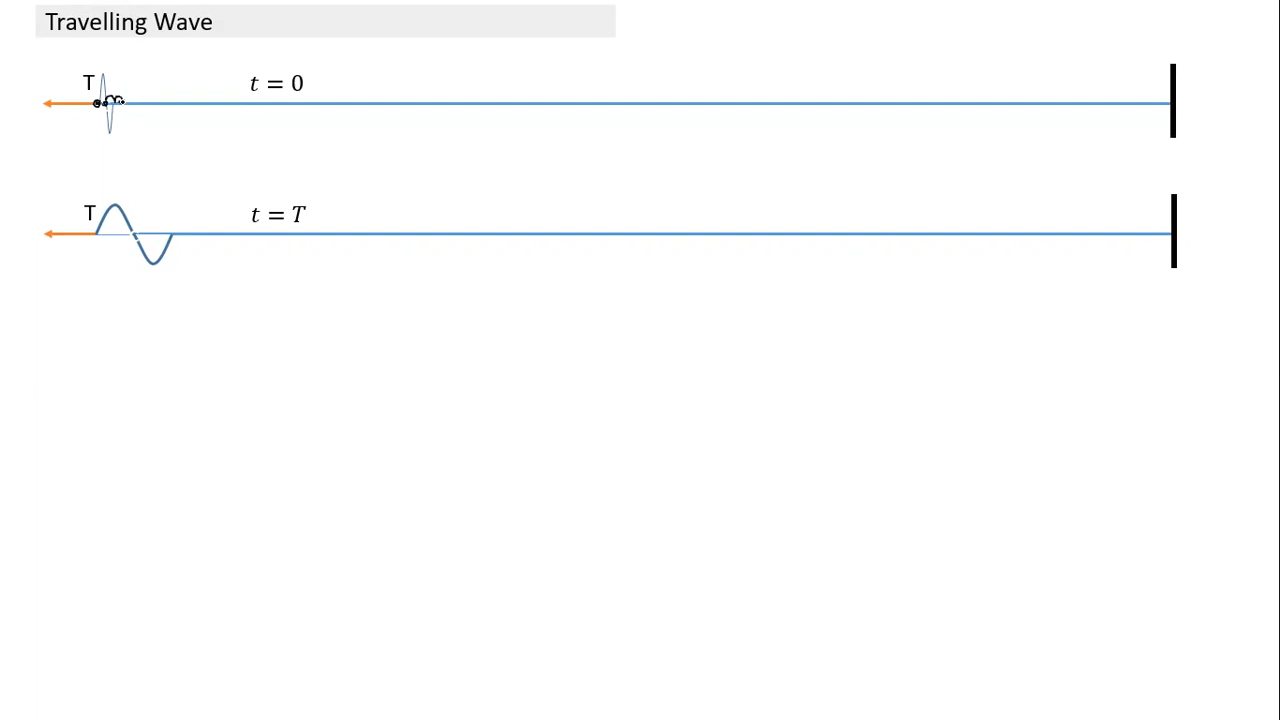 Travelling Wave
T
t = 0
T
t = T